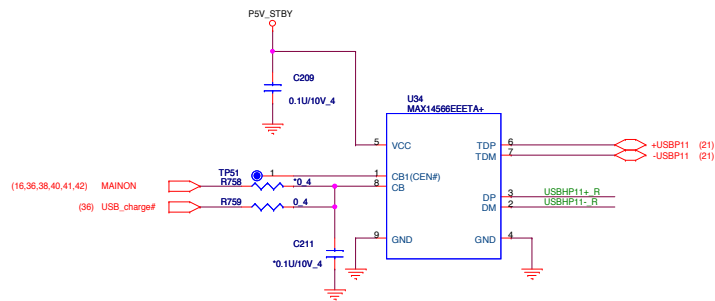 P5V_STBY
C209
0.1U/10V_4
U34
MAX14566EEETA+
5 VCC TDP 6 +USBP11 (21)
TDM 7 -USBP11 (21)
TP51 1 1 CB1(CEN#)
(16,36,38,40,41,42) MAINON R758 *0_4 8 CB
DP 3 USBHP11+_R
(36) USB_charge# R759 0_4 DM 2 USBHP11-_R
9 GND GND 4
C211
*0.1U/10V_4